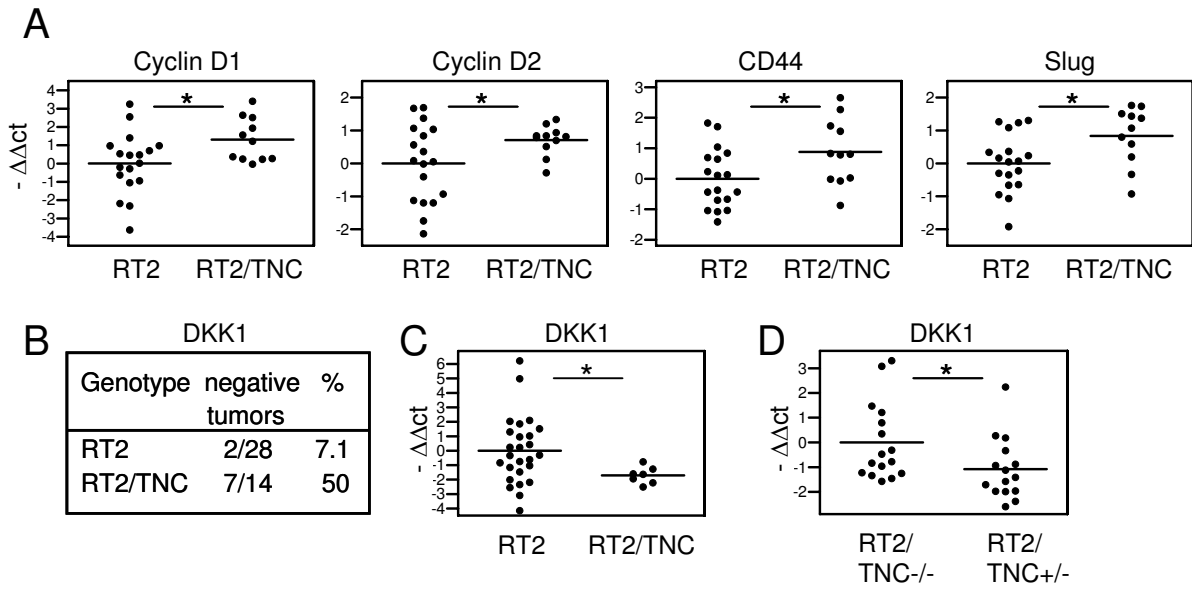 A
Cyclin D1
Cyclin D2
CD44
Slug
- ΔΔct
4
3
2
1
0
-1
-2
-3
-4
2
1
0
-1
-2
3
2
1
0
-1
-2
2
1
0
-1
-2
*
*
*
*
RT2 RT2/TNC
RT2 RT2/TNC
RT2 RT2/TNC
RT2 RT2/TNC
B
DKK1
Genotype negative %
tumors
RT2 2/28 7.1
RT2/TNC 7/14 50
C
DKK1
- ΔΔct
6
5
4
3
2
1
0
-1
-2
-3
-4
*
RT2 RT2/TNC
D
DKK1
- ΔΔct
3
2
1
0
-1
-2
*
RT2/ RT2/
TNC-/- TNC+/-